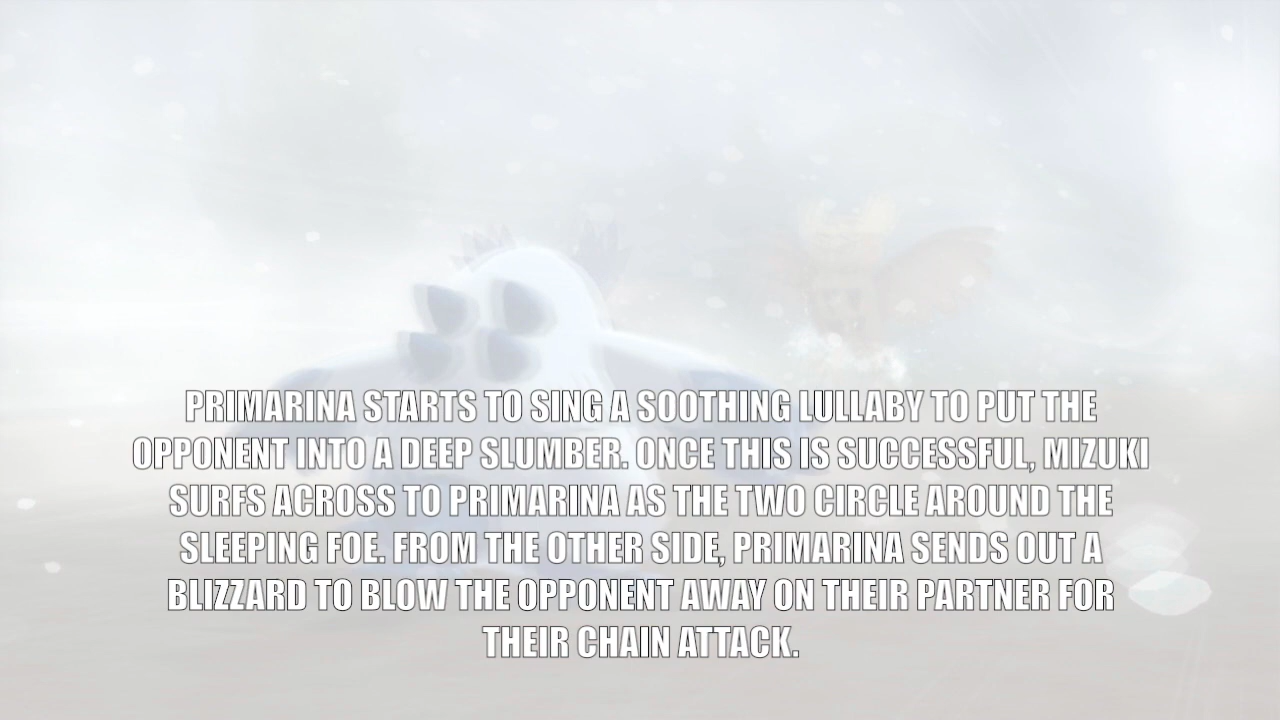 PRIMARINA STARTS TO SING A SOOTHING LULLABY TO PUT THE
OPPONENT INTO A DEEP SLUMBER. ONCE THIS IS SUCCESSFUL, MIZUKI
SURFS ACROSS TO PRIMARINA AS THE TWO CIRCLE AROUND THE
SLEEPING FOE. FROM THE OTHER SIDE, PRIMARINA SENDS OUT A
BLIZZARD TO BLOW THE OPPONENT AWAY ON THEIR PARTNER FOR
THEIR CHAIN ATTACK.